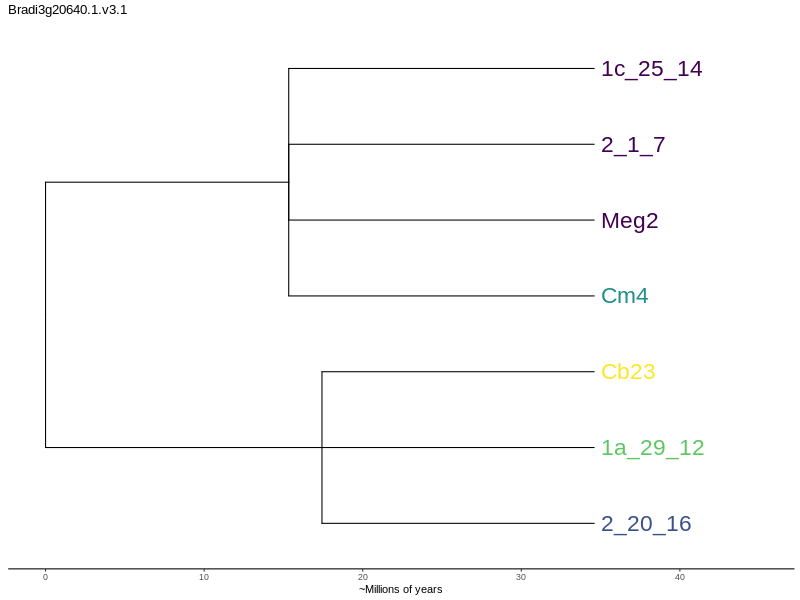 Bradi3g20640.1.v3.1
1c_25_14
2_1_7
Meg2
Cm4
Cb23
1a_29_12
2_20_16
0 10 20 30 40
~Millions of years